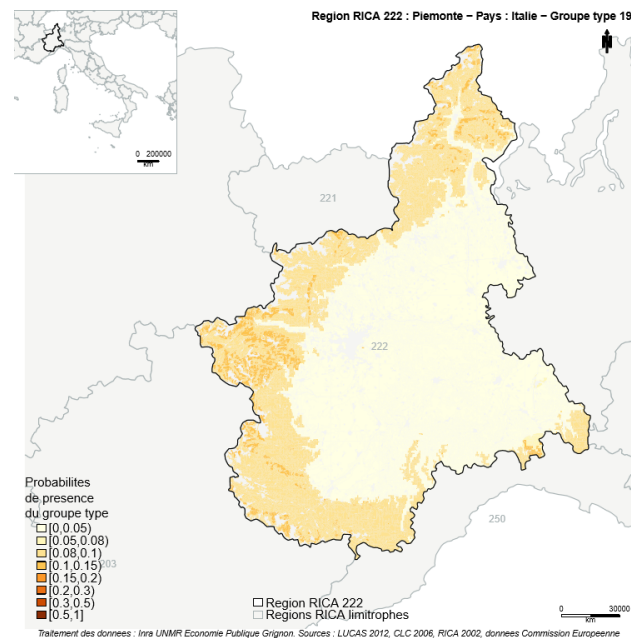 Region RICA 222 : Piemonte − Pays : Italie − Groupe type 19
N
0 200000
km
221
222
250
203
Probabilites
de presence
du groupe type
[0,0.05)
[0.05,0.08)
[0.08,0.1)
[0.1,0.15)
[0.15,0.2)
[0.2,0.3)
[0.3,0.5)
[0.5,1]
Region RICA 222
Regions RICA limitrophes
0 30000
km
Traitement des donnees : Inra UNMR Economie Publique Grignon. Sources : LUCAS 2012, CLC 2006, RICA 2002, donnees Commission Europeenne